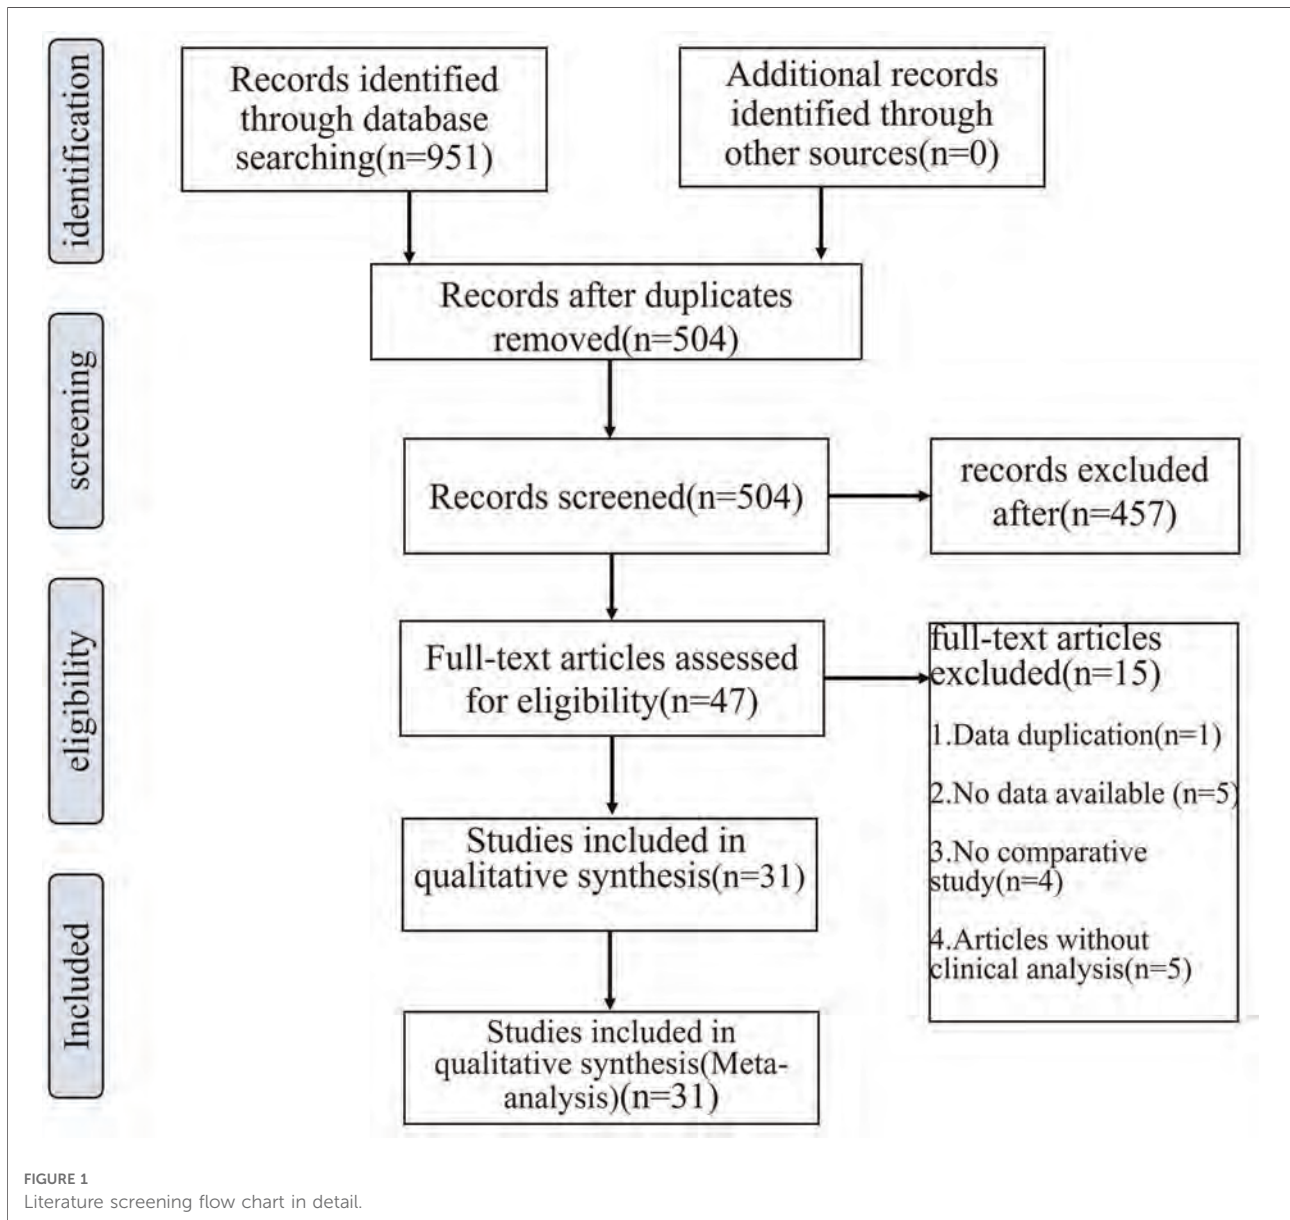 identification
Records identified
through database
searching(n=951)
Additional records
identified through
other sources(n=0)
Records after duplicates
removed(n=504)
screening
Records screened(n=504)
records excluded
after(n=457)
eligibility
Full-text articles assessed
for eligibility(n=47)
full-text articles
excluded(n=15)
1.Data duplication(n=1)
2.No data available (n=5)
3.No comparative
study(n=4)
4.Articles without
clinical analysis(n=5)
Studies included in
qualitative synthesis(n=31)
Included
Studies included in
qualitative synthesis(Meta-
analysis)(n=31)
FIGURE 1
Literature screening flow chart in detail.